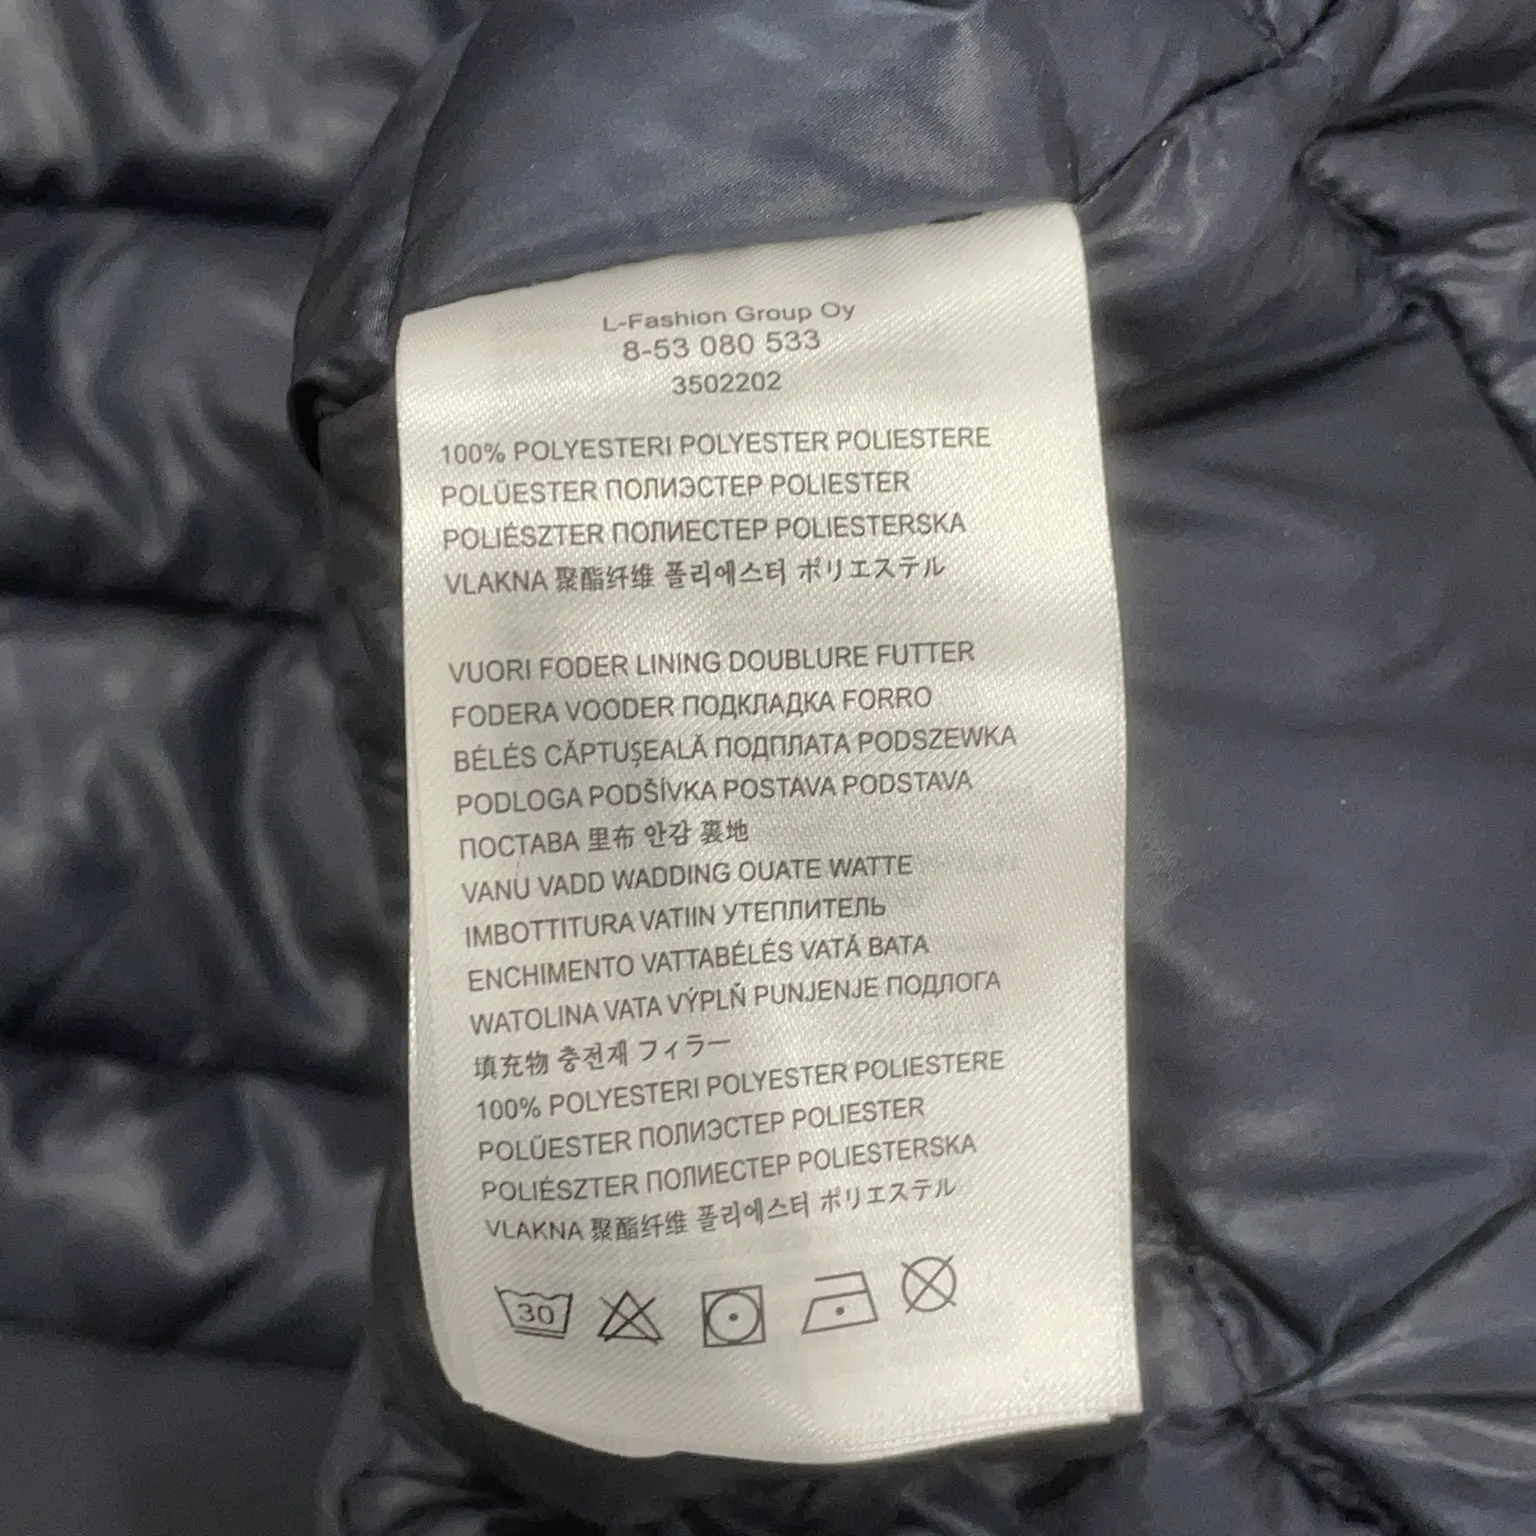 L-Fashion Group Oy
8-53 080 533
3502202
100% POLYESTERI POLYESTER POLIESTERE
POLÜESTER ПОЛИЭСТЕР POLIESTER
POLIÉSZTER ПОЛИЕСТЕР POLIESTERSKA
VLAKNA 聚酯纤维 폴리에스터 ポリエステル
VUORI FODER LINING DOUBLURE FUTTER
FODERA VOODER ПОДКЛАДКА FORRO
BÉLÉS CĂPTUȘEALĂ ПОДПЛАТА PODSZEWKA
PODLOGA PODŠÍVKA POSTAVA PODSTAVA
ПОСТАВА 里布 안감 裏地
VANU VADD WADDING OUATE WATTE
IMBOTTITURA VATIIN УТЕПЛИТЕЛЬ
ENCHIMENTO VATTABÉLÉS VATĂ BATA
WATOLINA VATA VÝPLŇ PUNJENJE ПОДЛОГА
填充物 충전재 フィラー
100% POLYESTERI POLYESTER POLIESTERE
POLÜESTER ПОЛИЭСТЕР POLIESTER
POLIÉSZTER ПОЛИЕСТЕР POLIESTERSKA
VLAKNA 聚酯纤维 폴리에스터 ポリエステル
30